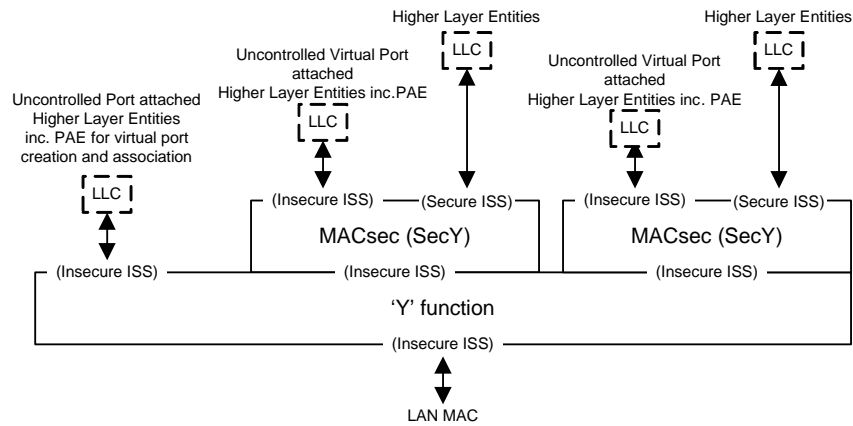 Higher Layer Entities
LLC
Higher Layer Entities
LLC
Uncontrolled Virtual Port
attached
Higher Layer Entities inc.PAE
LLC
Uncontrolled Virtual Port
attached
Higher Layer Entities inc. PAE
LLC
Uncontrolled Port attached
Higher Layer Entities
inc. PAE for virtual port
creation and association
LLC
(Insecure ISS)
(Secure ISS)
MACsec (SecY)
(Insecure ISS)
(Secure ISS)
MACsec (SecY)
(Insecure ISS)
(Insecure ISS)
(Insecure ISS)
‘Y’ function
(Insecure ISS)
LAN MAC